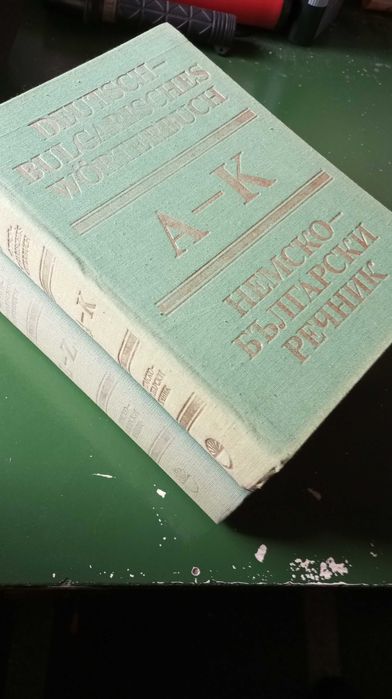 DEUTSCH–
BULGARISCHES
WÖRTERBUCH
A–K
НЕМСКО–
БЪЛГАРСКИ
РЕЧНИК